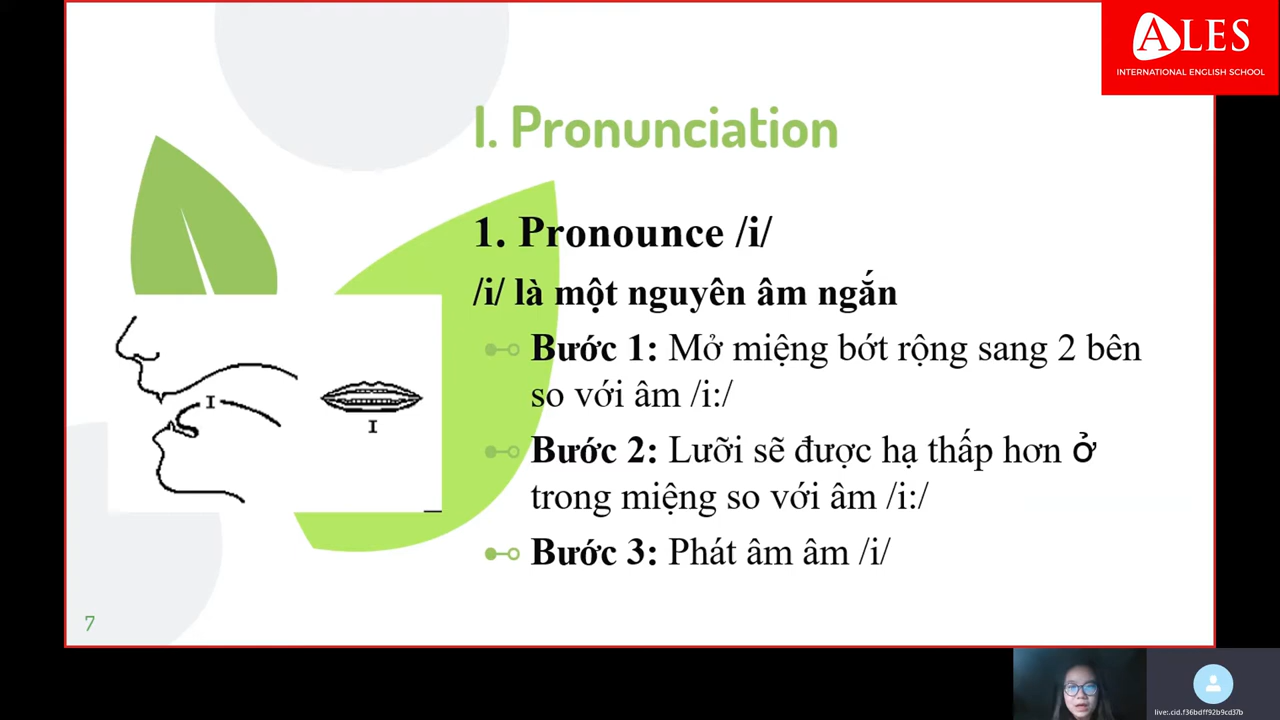 ALES
INTERNATIONAL ENGLISH SCHOOL
I. Pronunciation
1. Pronounce /i/
/i/ là một nguyên âm ngắn
Bước 1: Mở miệng bớt rộng sang 2 bên
so với âm /i:/
Bước 2: Lưỡi sẽ được hạ thấp hơn ở
trong miệng so với âm /i:/
Bước 3: Phát âm âm /i/
I
I
7
live:.cid.f36bdff92b9cd37b